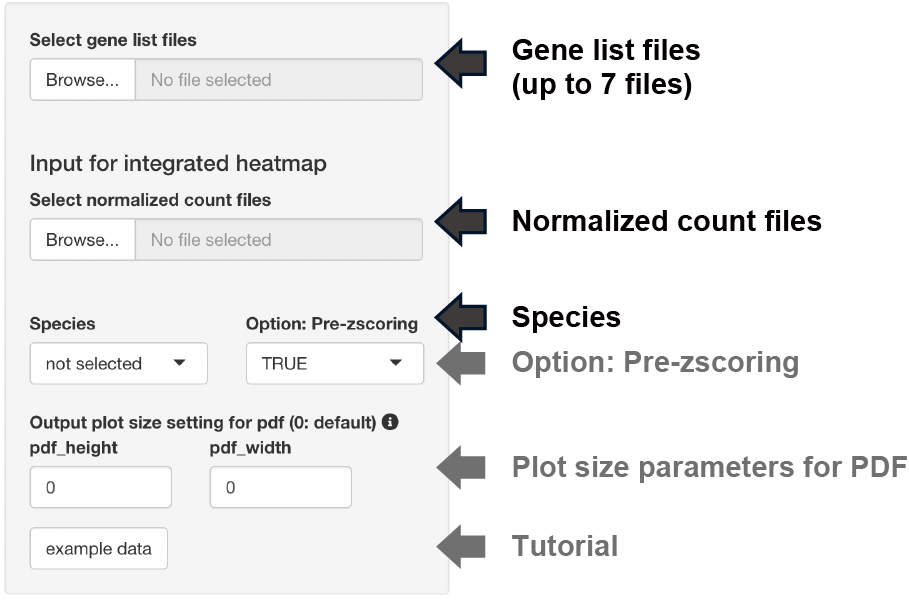 Select gene list files
Browse... No file selected
Gene list files
(up to 7 files)
Input for integrated heatmap
Select normalized count files
Browse... No file selected
Normalized count files
Species Option: Pre-zscoring
Species
not selected TRUE
Option: Pre-zscoring
Output plot size setting for pdf (0: default) i
pdf_height pdf_width
0 0
Plot size parameters for PDF
example data
Tutorial